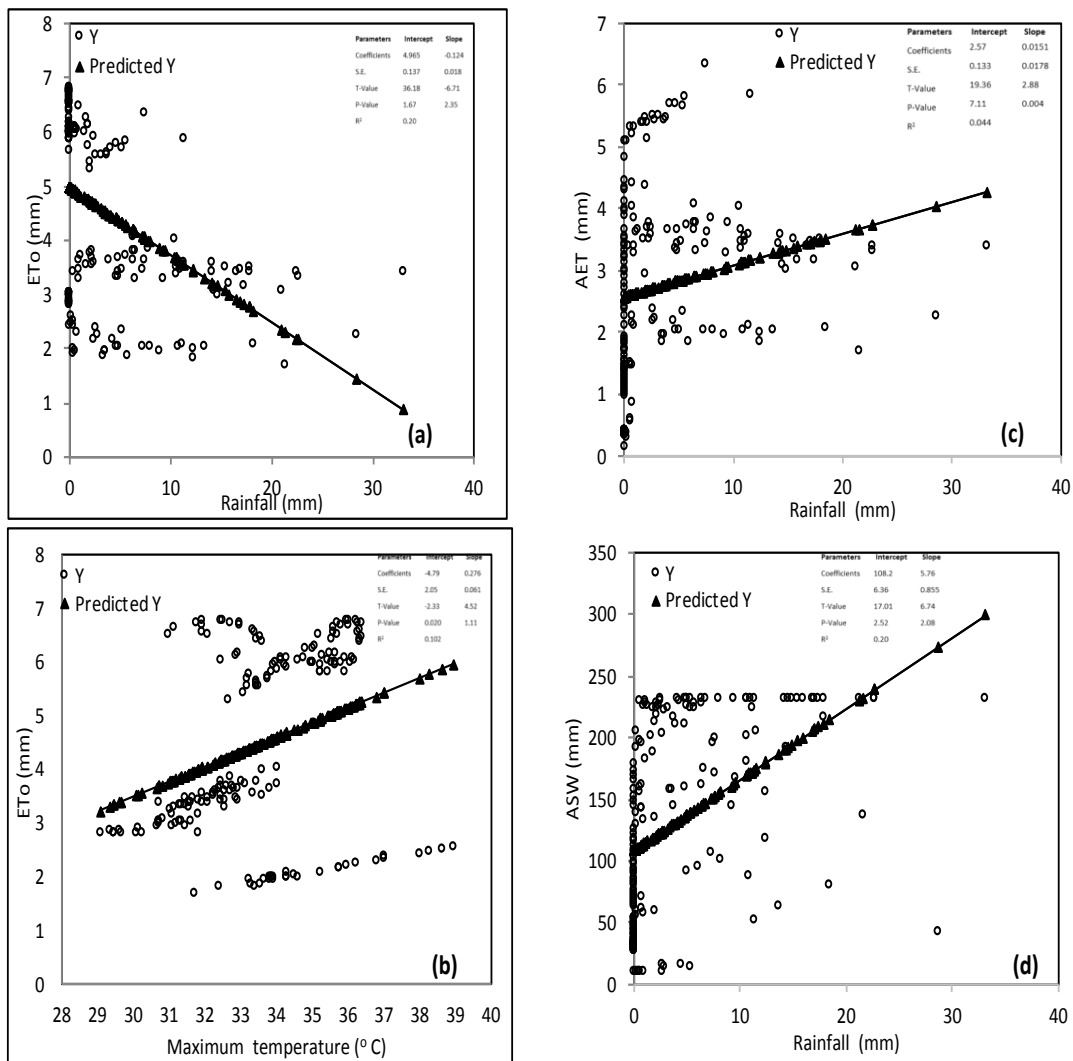 8
7
6
5
4
3
2
1
0
ETo (mm)
Y
Predicted Y
Parameters Intercept Slope
Coefficients 4.965 -0.124
S.E. 0.137 0.018
T-Value 36.18 -6.71
P-Value 1.67 2.35
R² 0.20
(a)
0 10 20 30 40
Rainfall (mm)
7
6
5
4
3
2
1
0
AET (mm)
Y
Predicted Y
Parameters Intercept Slope
Coefficients 2.57 0.0151
S.E. 0.133 0.0178
T-Value 19.36 2.88
P-Value 7.11 0.004
R² 0.044
(c)
0 10 20 30 40
Rainfall (mm)
8
7
6
5
4
3
2
1
0
ETo (mm)
Y
Predicted Y
Parameters Intercept Slope
Coefficients -4.79 0.276
S.E. 2.05 0.061
T-Value -2.33 4.52
P-Value 0.020 1.11
R² 0.102
(b)
28 29 30 31 32 33 34 35 36 37 38 39 40
Maximum temperature (° C)
350
300
250
200
150
100
50
0
ASW (mm)
Y
Predicted Y
Parameters Intercept Slope
Coefficients 108.2 5.76
S.E. 6.36 0.855
T-Value 17.01 6.74
P-Value 2.52 2.08
R² 0.20
(d)
0 10 20 30 40
Rainfall (mm)